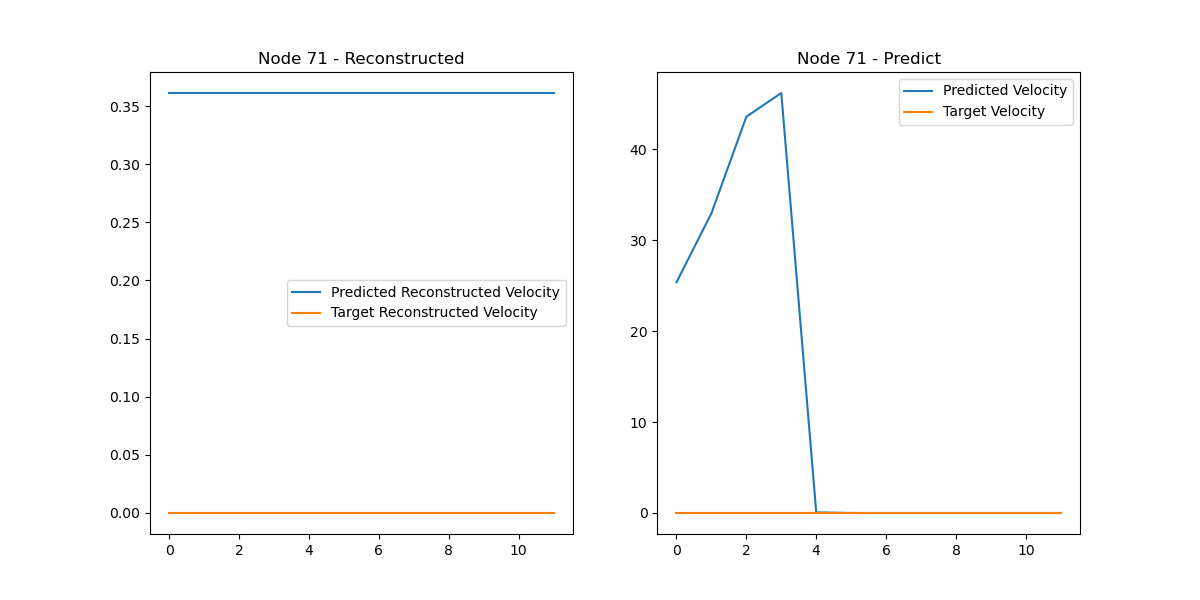 Node 71 - Reconstructed
0.35
0.30
0.25
0.20
0.15
0.10
0.05
0.00
0 2 4 6 8 10
Predicted Reconstructed Velocity
Target Reconstructed Velocity
Node 71 - Predict
40
30
20
10
0
0 2 4 6 8 10
Predicted Velocity
Target Velocity